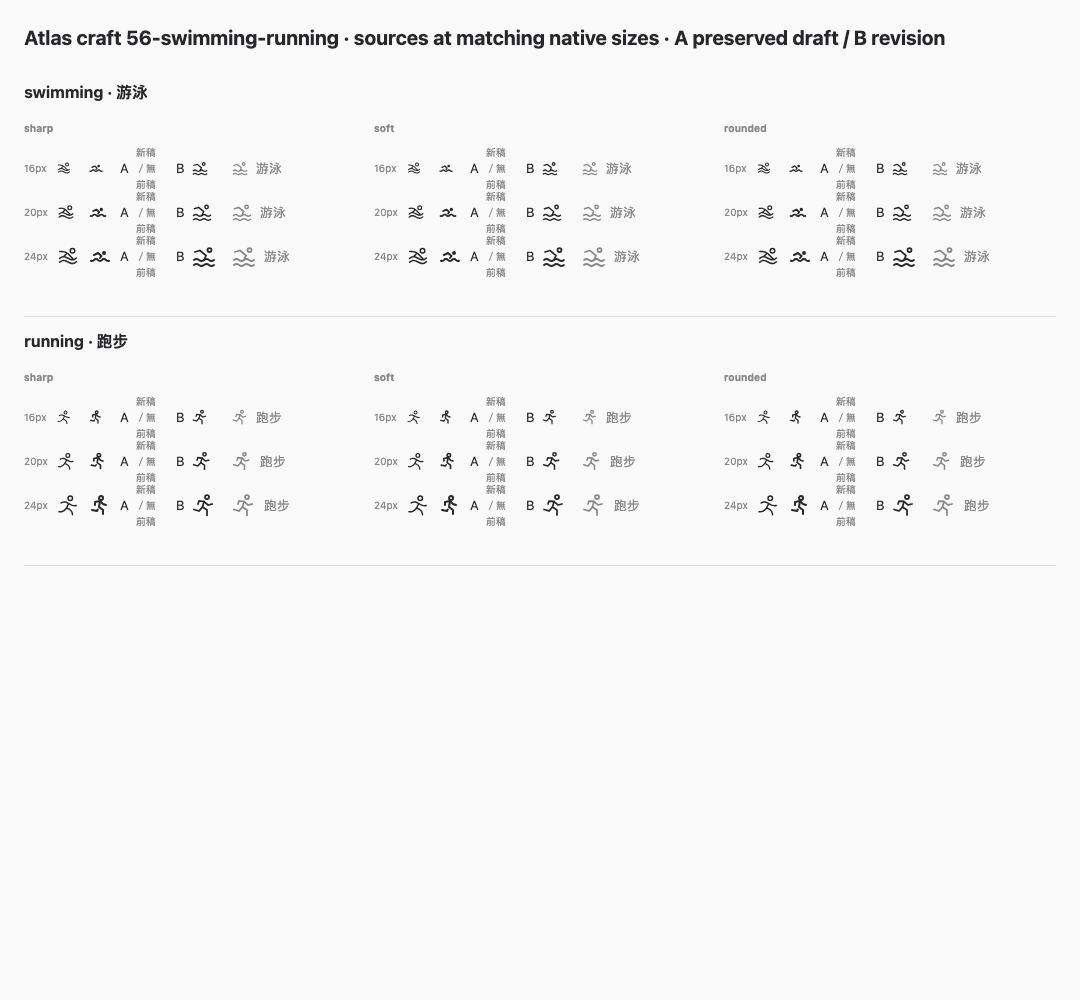 Atlas craft 56-swimming-running · sources at matching native sizes · A preserved draft / B revision
swimming · 游泳
sharp
16px A 新稿 / 無前稿 B 游泳
20px A 新稿 / 無前稿 B 游泳
24px A 新稿 / 無前稿 B 游泳
soft
16px A 新稿 / 無前稿 B 游泳
20px A 新稿 / 無前稿 B 游泳
24px A 新稿 / 無前稿 B 游泳
rounded
16px A 新稿 / 無前稿 B 游泳
20px A 新稿 / 無前稿 B 游泳
24px A 新稿 / 無前稿 B 游泳
running · 跑步
sharp
16px A 新稿 / 無前稿 B 跑步
20px A 新稿 / 無前稿 B 跑步
24px A 新稿 / 無前稿 B 跑步
soft
16px A 新稿 / 無前稿 B 跑步
20px A 新稿 / 無前稿 B 跑步
24px A 新稿 / 無前稿 B 跑步
rounded
16px A 新稿 / 無前稿 B 跑步
20px A 新稿 / 無前稿 B 跑步
24px A 新稿 / 無前稿 B 跑步